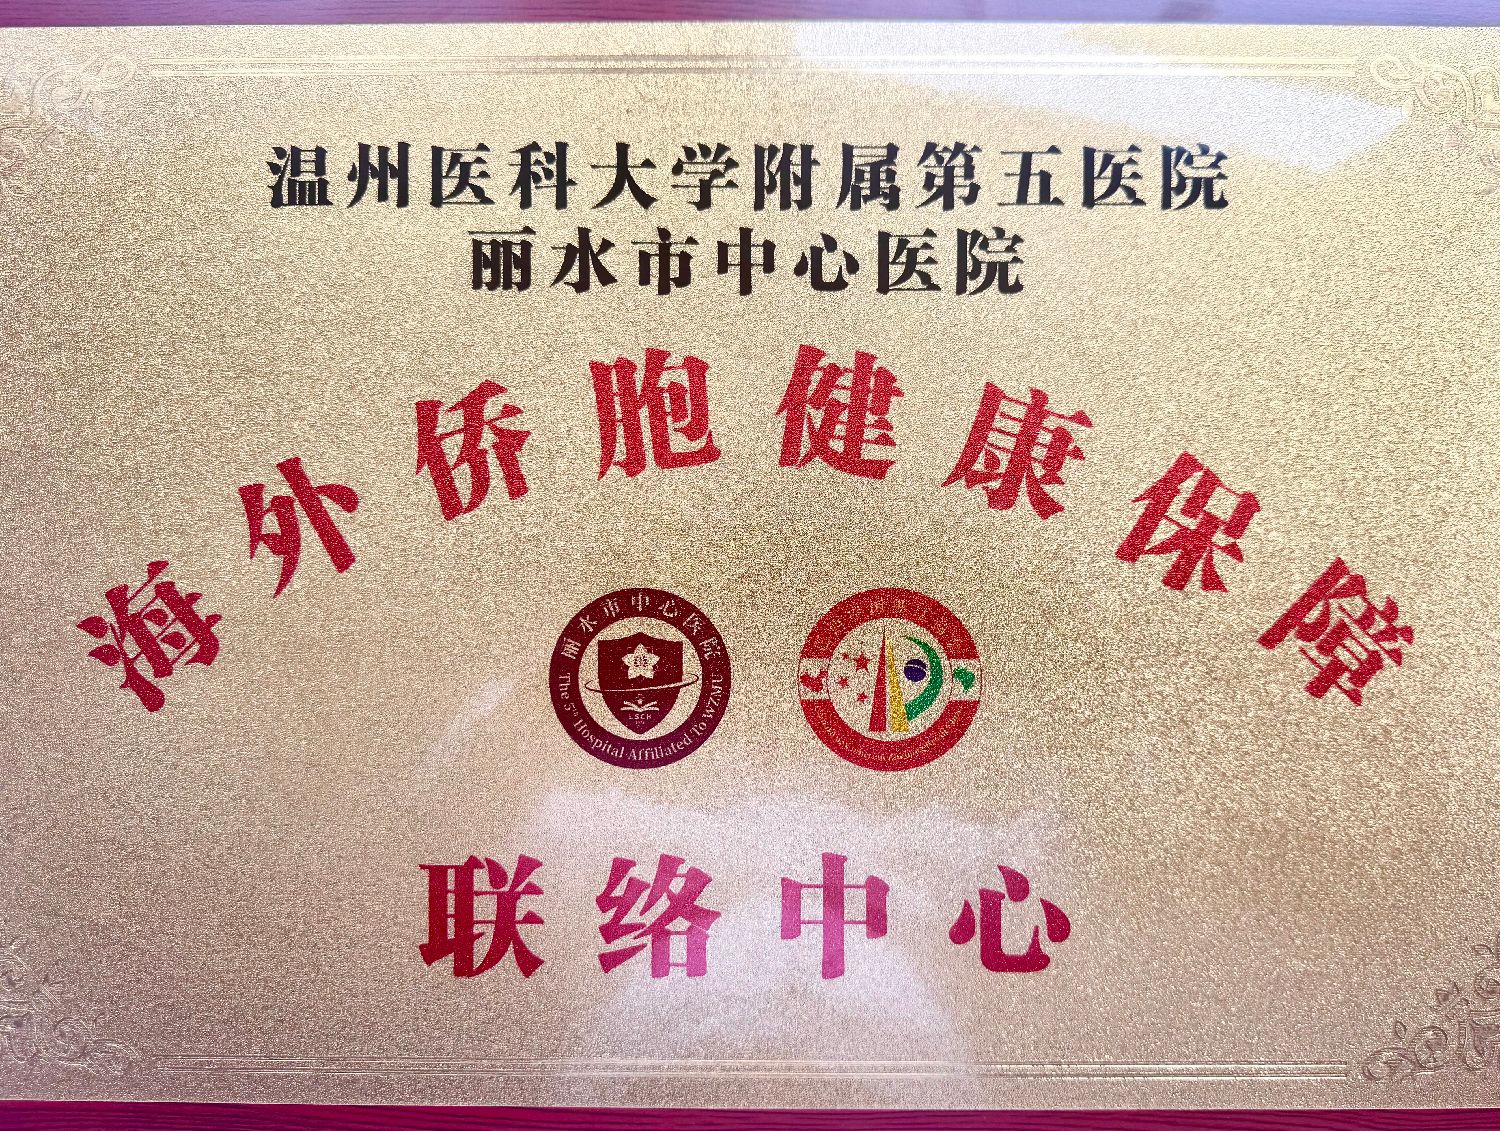 温州医科大学附属第五医院
丽水市中心医院
海外侨胞健康保障
丽水市中心医院
LSCH
The 5th Hospital Affiliated To WZMU
联络中心